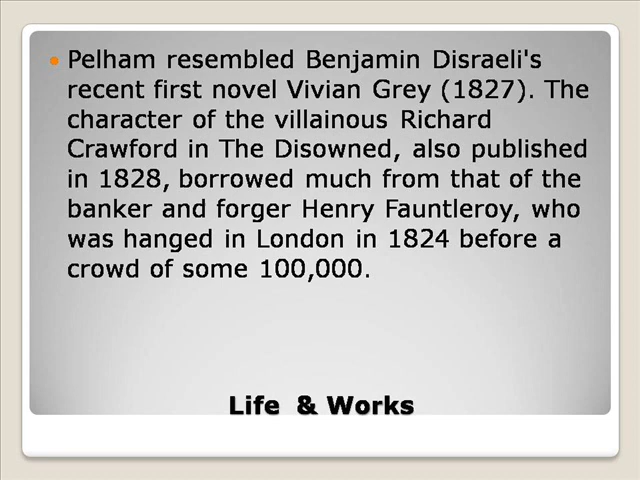 Pelham resembled Benjamin Disraeli's
recent first novel Vivian Grey (1827). The
character of the villainous Richard
Crawford in The Disowned, also published
in 1828, borrowed much from that of the
banker and forger Henry Fauntleroy, who
was hanged in London in 1824 before a
crowd of some 100,000.
Life & Works